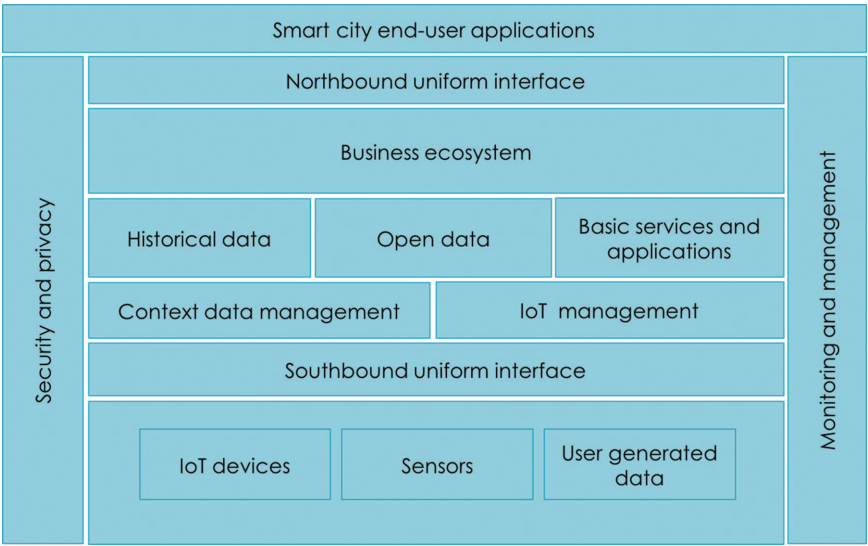 Smart city end-user applications
Security and privacy
Northbound uniform interface
Business ecosystem
Historical data
Open data
Basic services and
applications
Context data management
IoT management
Southbound uniform interface
IoT devices
Sensors
User generated
data
Monitoring and management